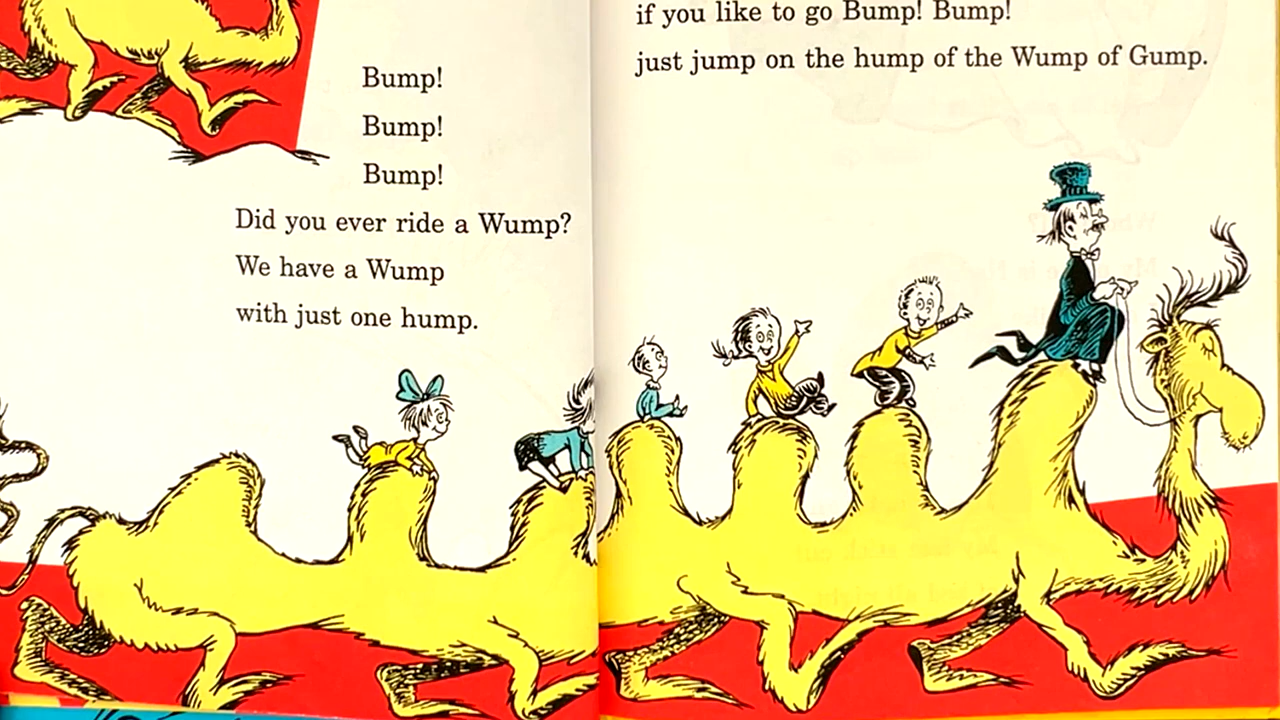 Bump!
Bump!
Bump!
Did you ever ride a Wump?
We have a Wump
with just one hump.
if you like to go Bump! Bump!
just jump on the hump of the Wump of Gump.